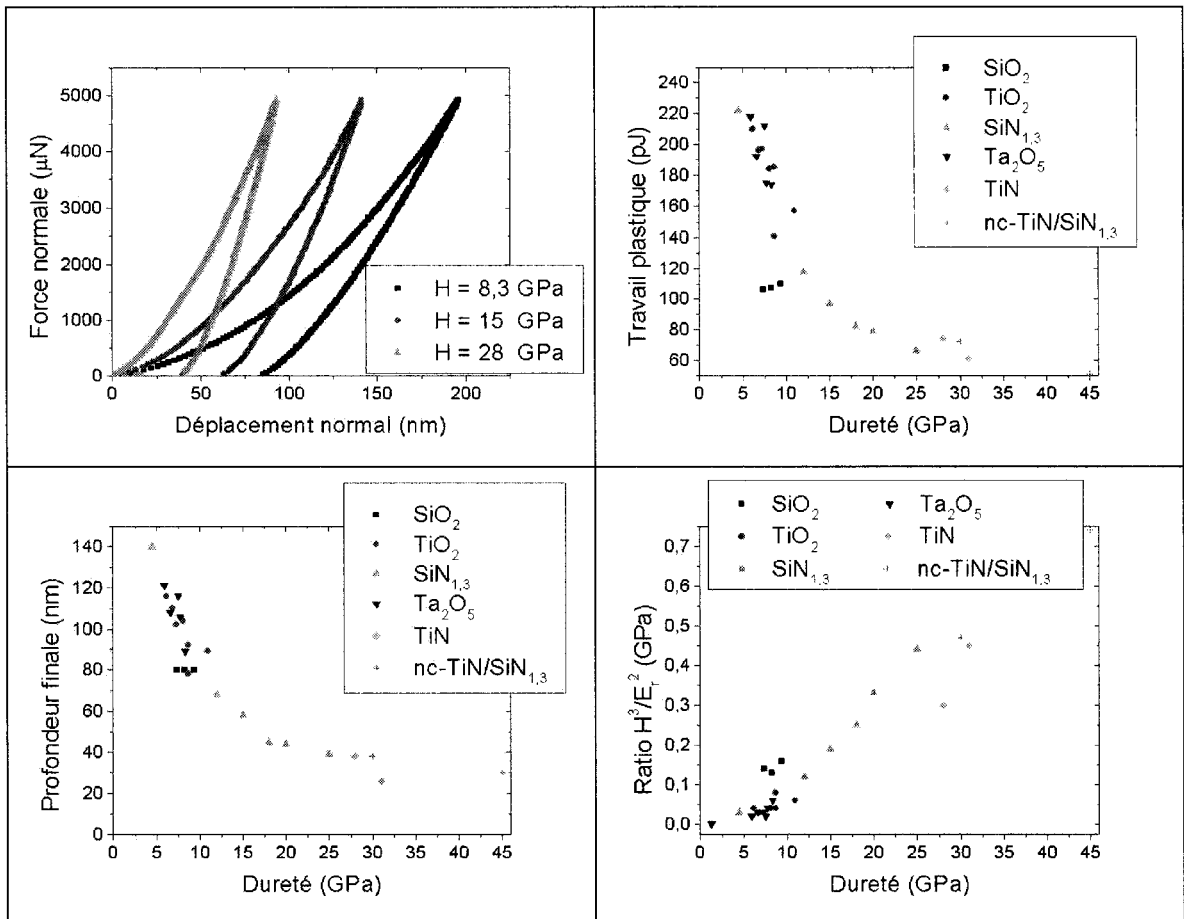 5000
4000
3000
2000
1000
0
Force normale (µN)
0 50 100 150 200
Déplacement normal (nm)
H = 8,3 GPa
H = 15 GPa
H = 28 GPa
SiO2
TiO2
SiN1,3
Ta2O5
TiN
nc-TiN/SiN1,3
240
220
200
180
160
140
120
100
80
60
Travail plastique (pJ)
0 5 10 15 20 25 30 35 40 45
Dureté (GPa)
SiO2
TiO2
SiN1,3
Ta2O5
TiN
nc-TiN/SiN1,3
140
120
100
80
60
40
20
0
Profondeur finale (nm)
0 5 10 15 20 25 30 35 40 45
Dureté (GPa)
SiO2 Ta2O5
TiO2 TiN
SiN1,3 nc-TiN/SiN1,3
0,7
0,6
0,5
0,4
0,3
0,2
0,1
0,0
Ratio H³/Er² (GPa)
0 5 10 15 20 25 30 35 40 45
Dureté (GPa)